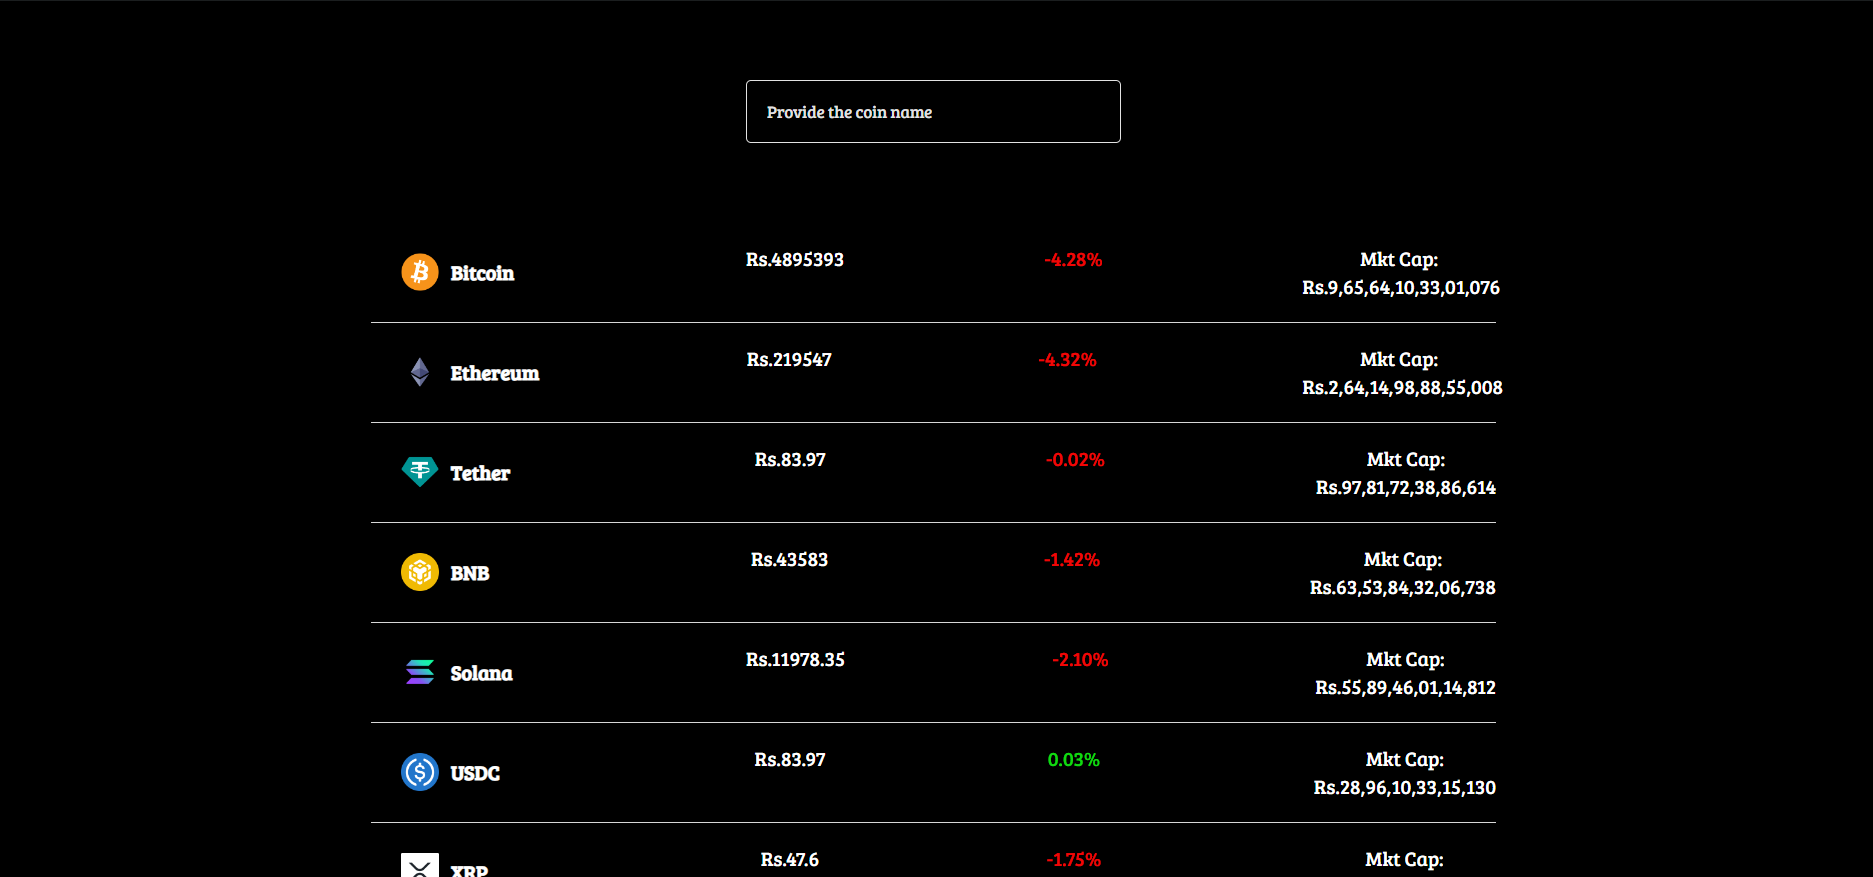 Provide the coin name
Bitcoin Rs.4895393 -4.28% Mkt Cap:
Rs.9,65,64,10,33,01,076
Ethereum Rs.219547 -4.32% Mkt Cap:
Rs.2,64,14,98,88,55,008
Tether Rs.83.97 -0.02% Mkt Cap:
Rs.97,81,72,38,86,614
BNB Rs.43583 -1.42% Mkt Cap:
Rs.63,53,84,32,06,738
Solana Rs.11978.35 -2.10% Mkt Cap:
Rs.55,89,46,01,14,812
USDC Rs.83.97 0.03% Mkt Cap:
Rs.28,96,10,33,15,130
XRP Rs.47.6 -1.75% Mkt Cap: